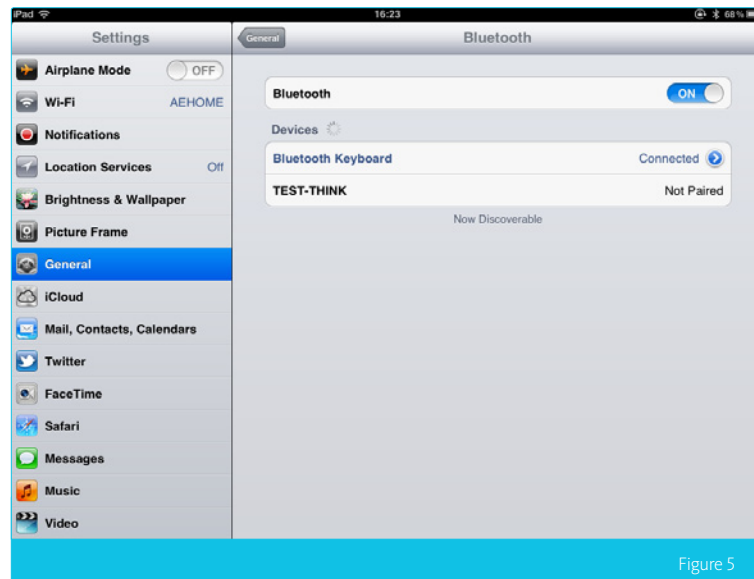 iPad 16:23 68%
Settings
General Bluetooth
Airplane Mode OFF
Wi-Fi AEHOME
Notifications
Location Services Off
Brightness & Wallpaper
Picture Frame
General
iCloud
Mail, Contacts, Calendars
Twitter
FaceTime
Safari
Messages
Music
Video
Bluetooth ON
Devices
Bluetooth Keyboard Connected
TEST-THINK Not Paired
Now Discoverable
Figure 5